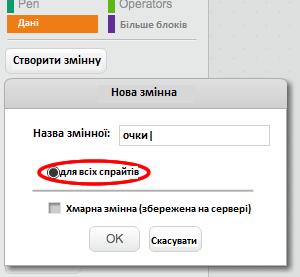 Pen Operators
Дані Більше блоків
Створити змінну
Нова змінна
Назва змінної: очки
для всіх спрайтів
Хмарна змінна (збережена на сервері)
OK Скасувати